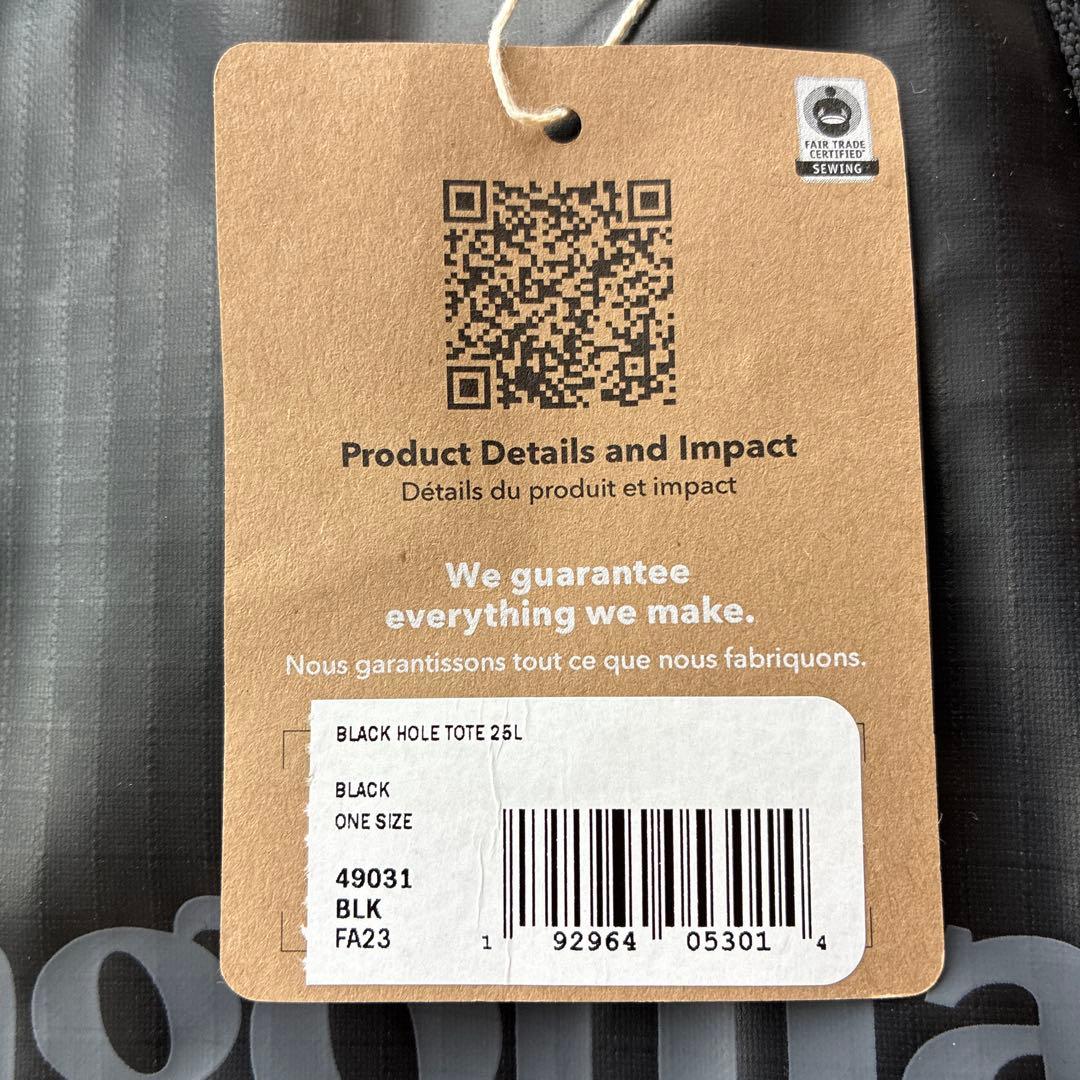 FAIR TRADE
CERTIFIED™
SEWING
Product Details and Impact
Détails du produit et impact
We guarantee
everything we make.
Nous garantissons tout ce que nous fabriquons.
BLACK HOLE TOTE 25L
BLACK
ONE SIZE
49031
BLK
FA23
1 92964 05301 4